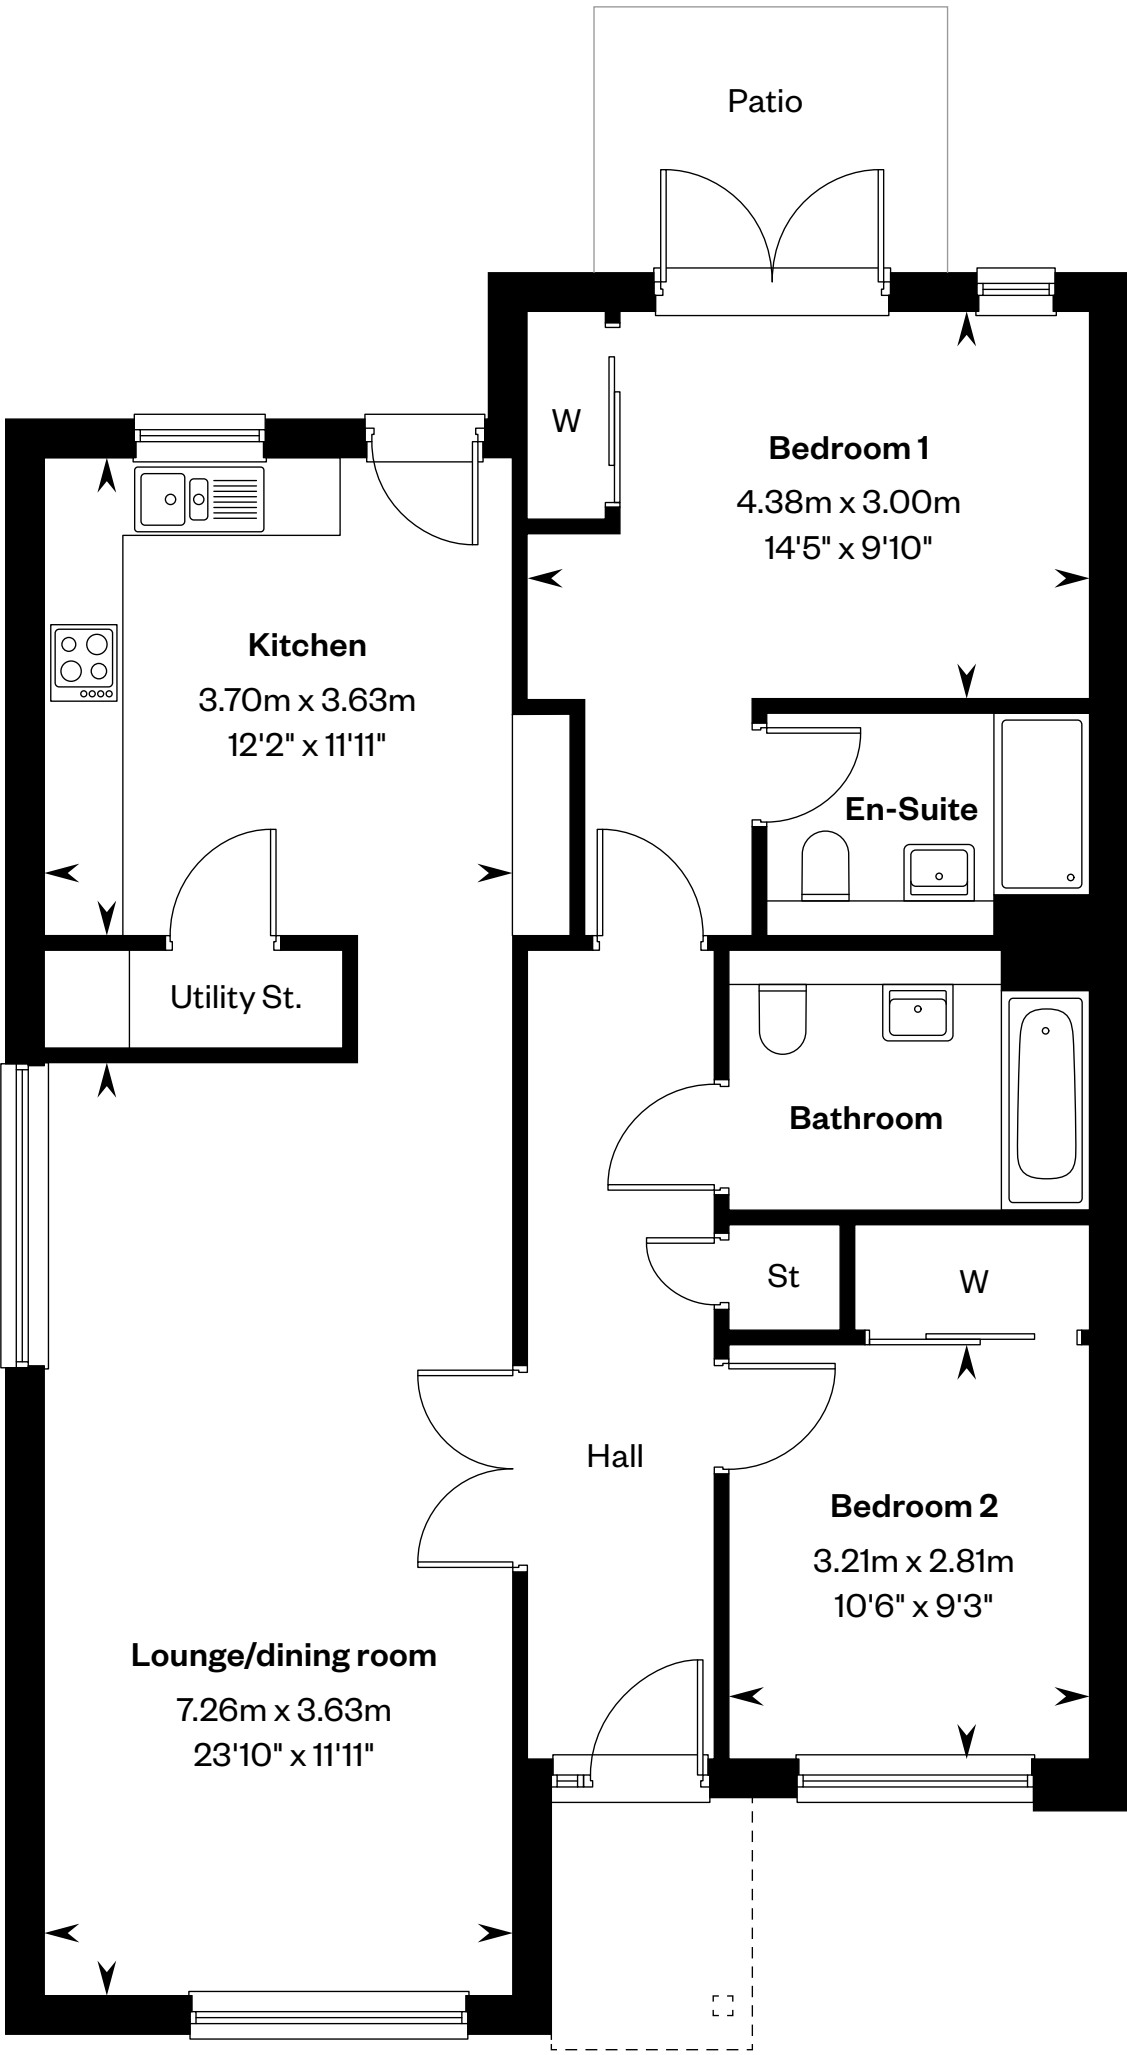 Patio
W
Bedroom 1
4.38m x 3.00m
14'5" x 9'10"
Kitchen
3.70m x 3.63m
12'2" x 11'11"
En-Suite
Utility St.
Bathroom
St
W
Hall
Bedroom 2
3.21m x 2.81m
10'6" x 9'3"
Lounge/dining room
7.26m x 3.63m
23'10" x 11'11"